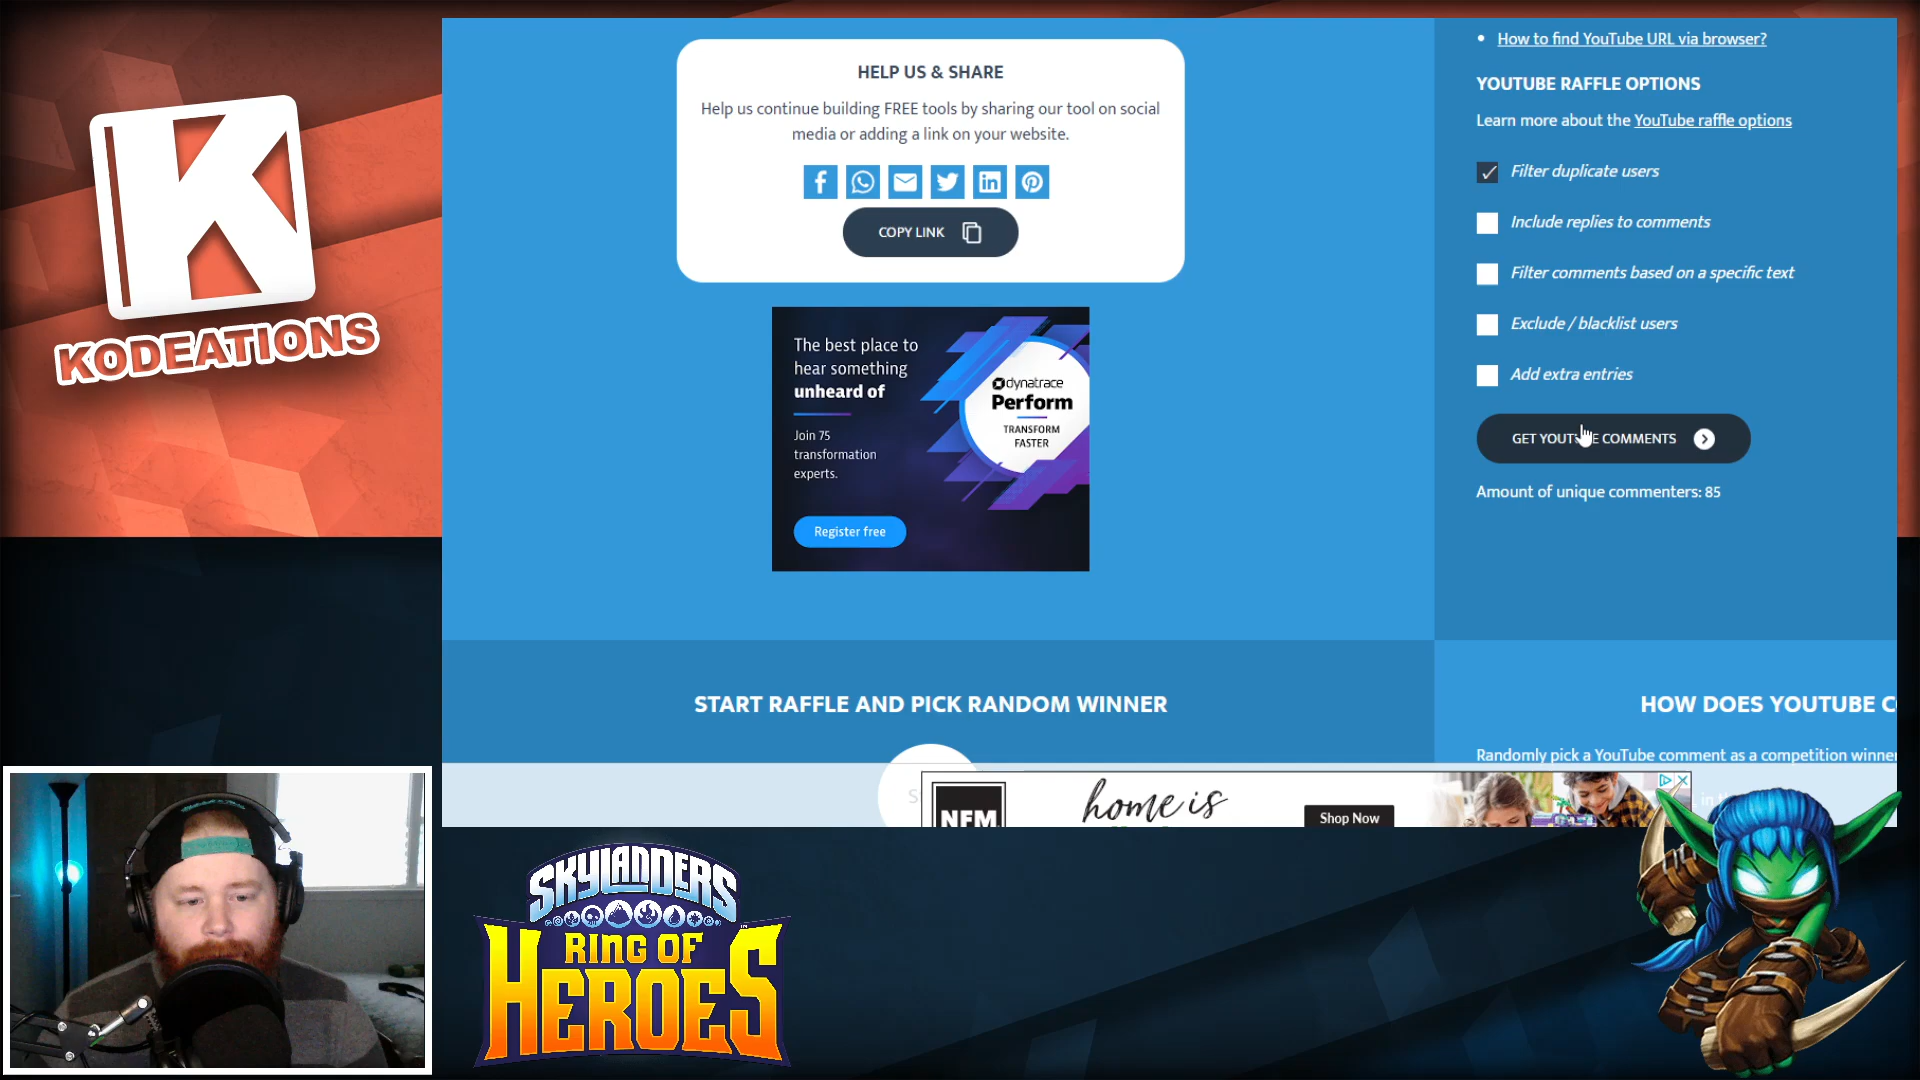 KODEATIONS
HELP US & SHARE
Help us continue building FREE tools by sharing our tool on social
media or adding a link on your website.
COPY LINK
The best place to
hear something
unheard of
Join 75
transformation
experts.
Register free
dynatrace
Perform
TRANSFORM
FASTER
How to find YouTube URL via browser?
YOUTUBE RAFFLE OPTIONS
Learn more about the YouTube raffle options
Filter duplicate users
Include replies to comments
Filter comments based on a specific text
Exclude / blacklist users
Add extra entries
GET YOUTUBE COMMENTS
Amount of unique commenters: 85
START RAFFLE AND PICK RANDOM WINNER
HOW DOES YOUTUBE C
Randomly pick a YouTube comment as a competition winner
NFM
home is
Shop Now
SKYLANDERS
RING OF
HEROES